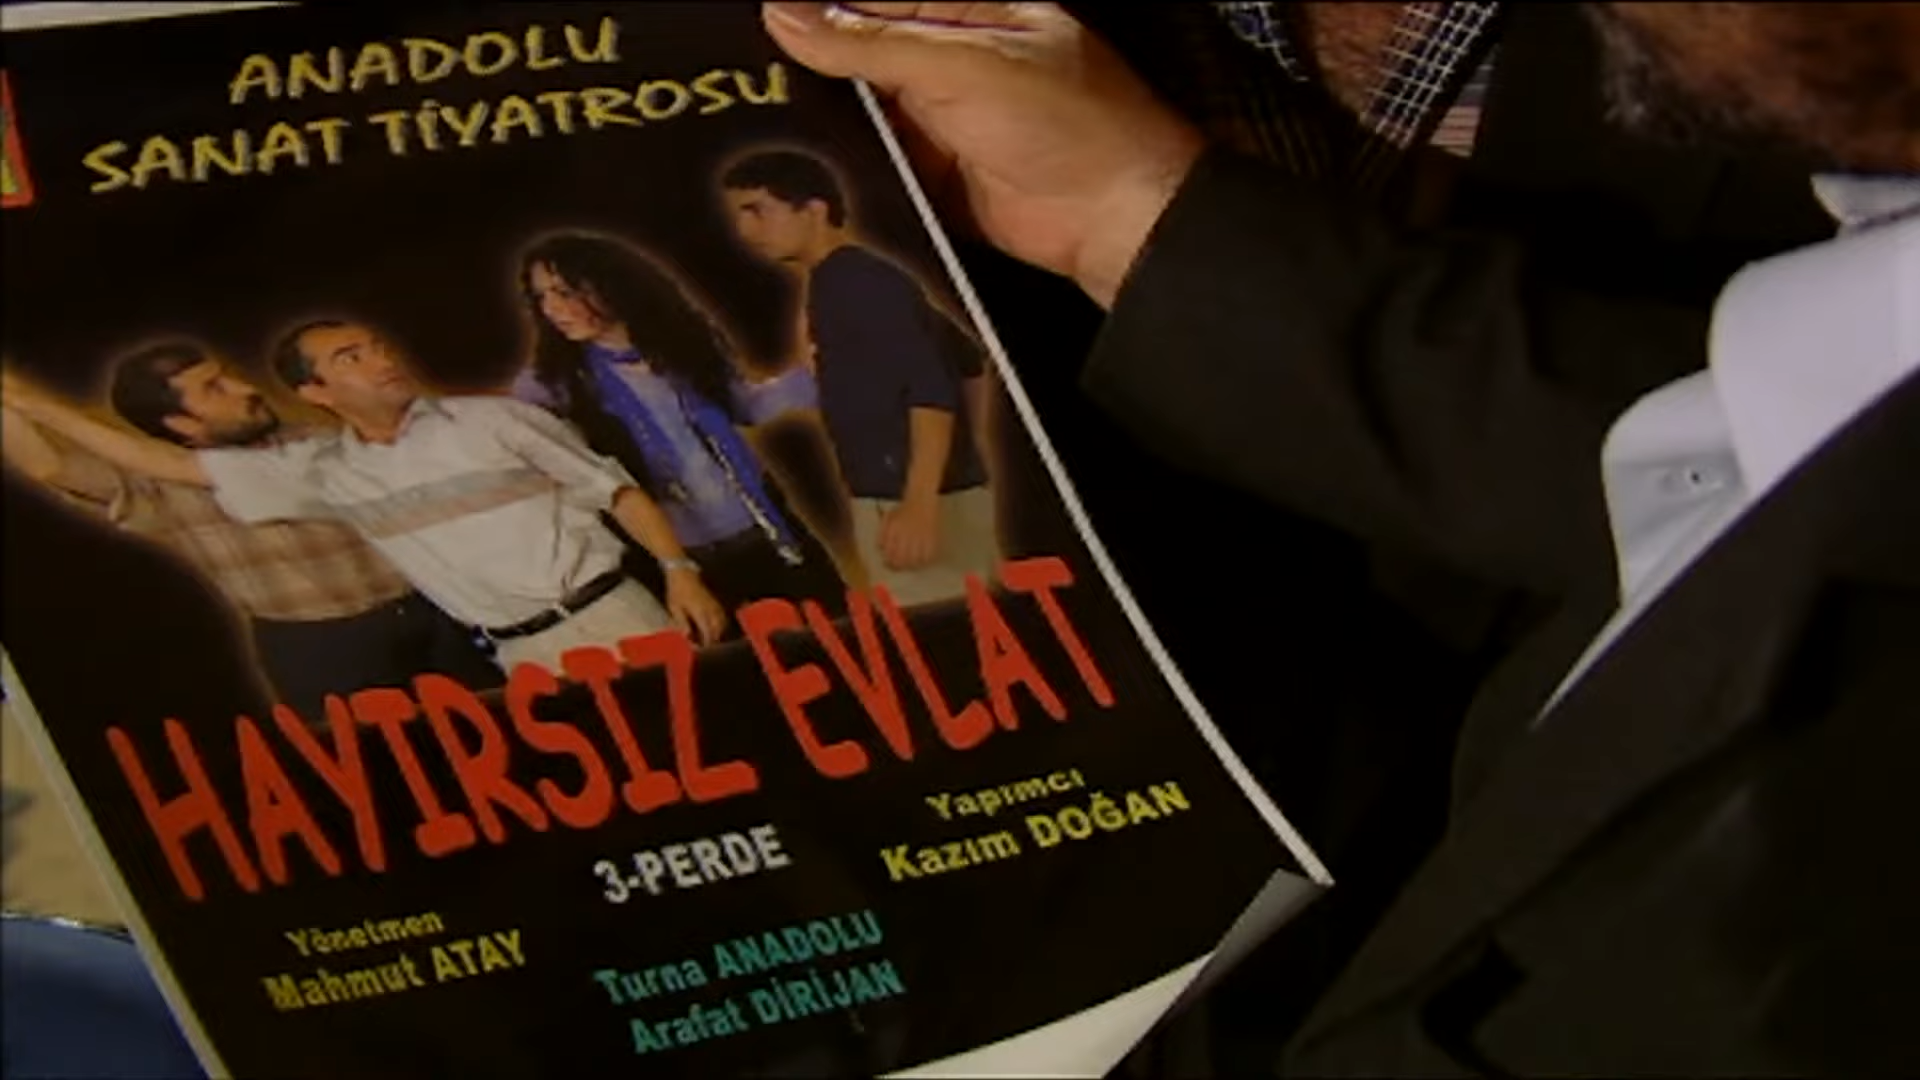 ANADOLU
SANAT TİYATROSU
HAYIRSIZ EVLAT
3-PERDE
Yapımcı
Kazım DOĞAN
Yönetmen
Mahmut ATAY
Turna ANADOLU
Arafat DİRİJAN